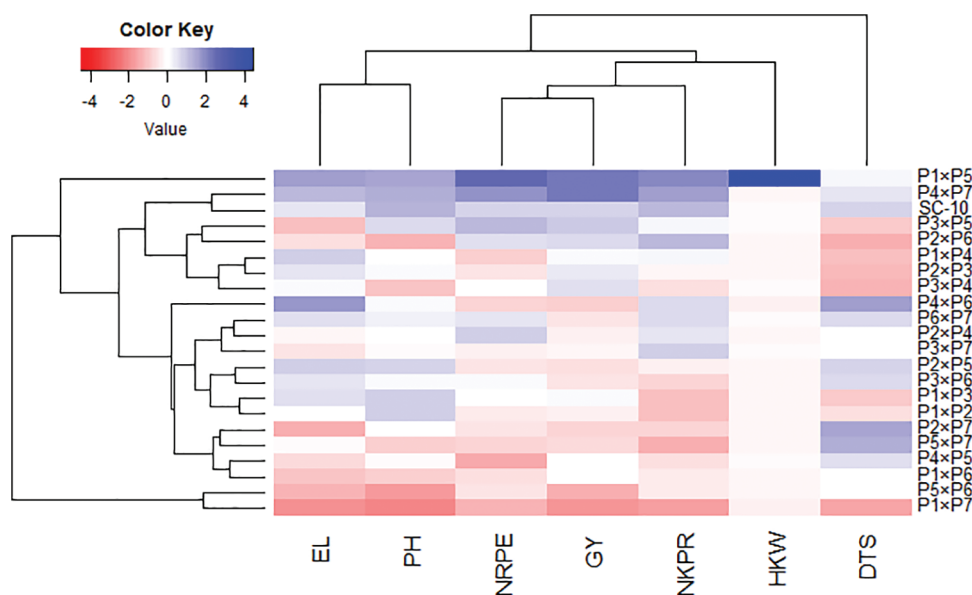 Color Key
-4 -2 0 2 4
Value
P1×P5
P4×P7
SC-10
P3×P5
P2×P6
P1×P4
P2×P3
P3×P4
P4×P6
P6×P7
P2×P4
P3×P7
P2×P5
P3×P6
P1×P3
P1×P2
P2×P7
P5×P7
P4×P5
P1×P6
P5×P6
P1×P7
EL
PH
NRPE
GY
NKPR
HKW
DTS